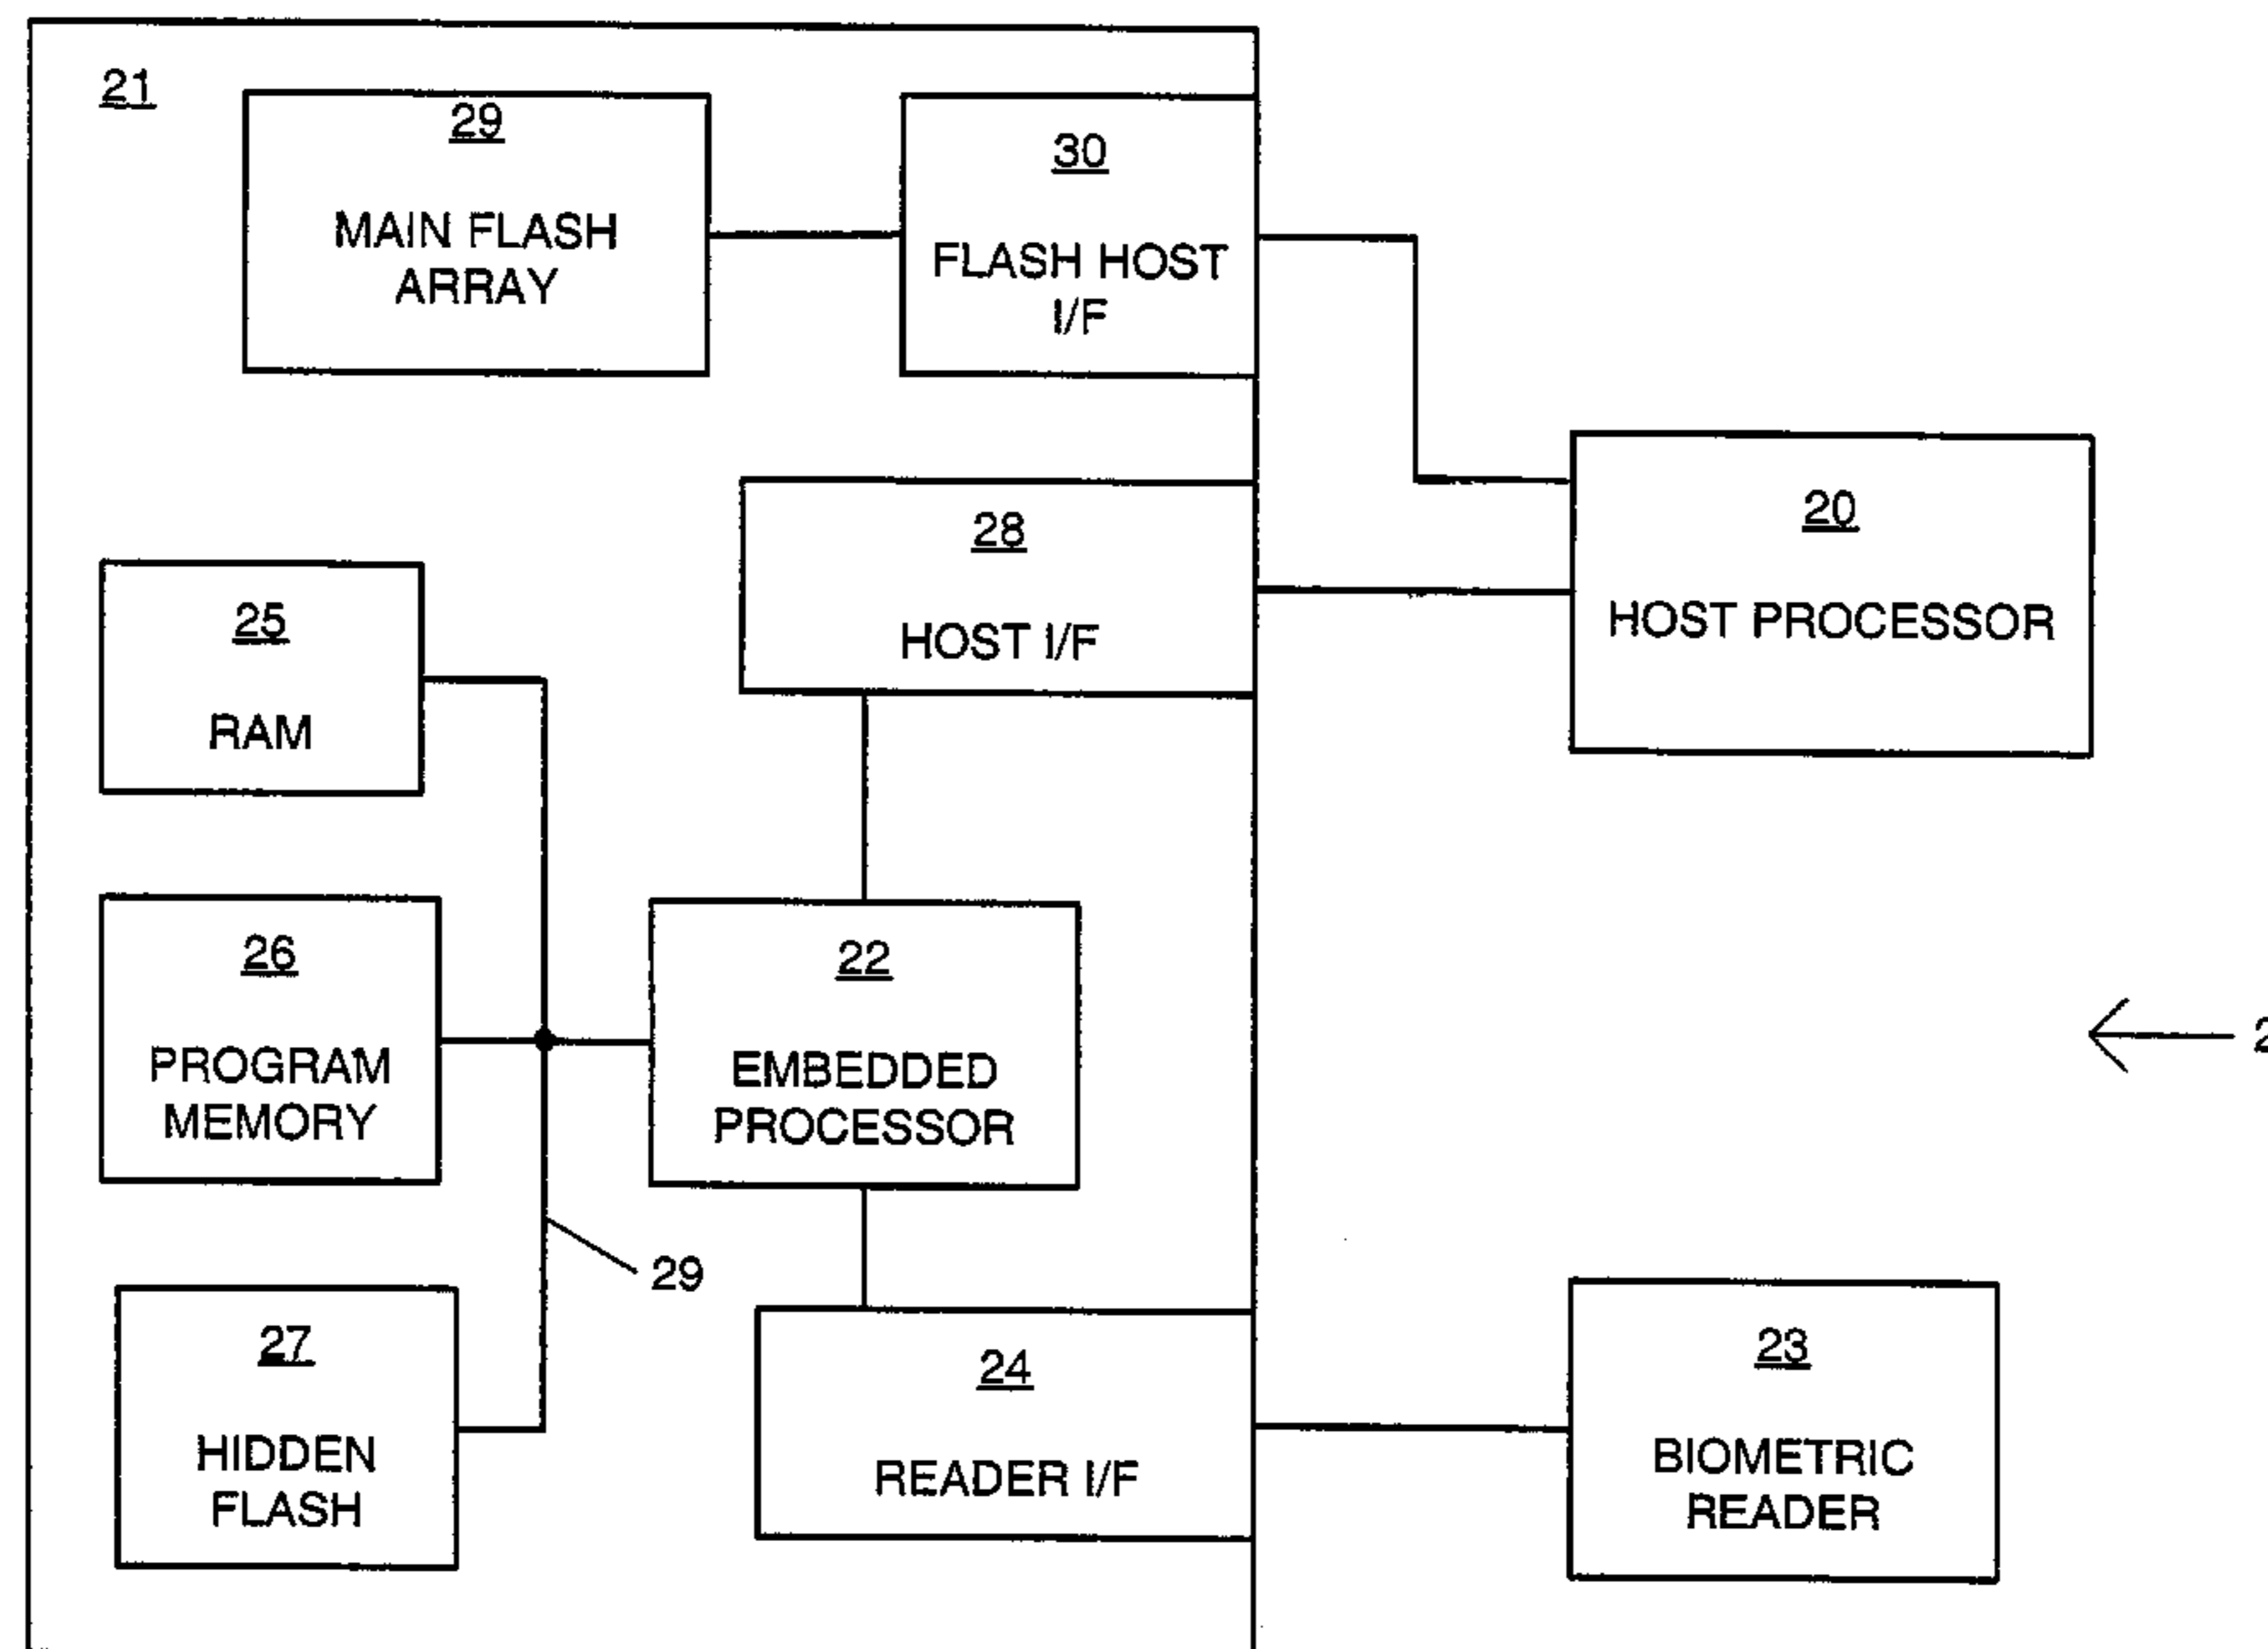 21
29
MAIN FLASH
ARRAY
30
FLASH HOST
I/F
20
HOST PROCESSOR
28
HOST I/F
25
RAM
26
PROGRAM
MEMORY
22
EMBEDDED
PROCESSOR
2
29
27
HIDDEN
FLASH
24
READER I/F
23
BIOMETRIC
READER